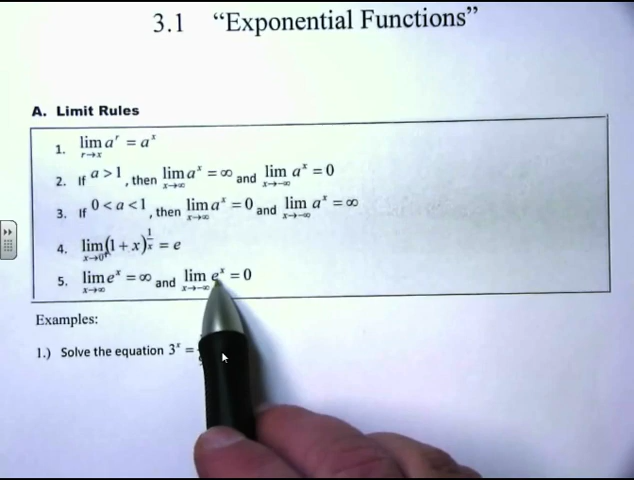 3.1 "Exponential Functions"
A. Limit Rules
1. lim_{r→x} a^r = a^x
2. If a > 1, then lim_{x→∞} a^x = ∞ and lim_{x→-∞} a^x = 0
3. If 0 < a < 1, then lim_{x→∞} a^x = 0 and lim_{x→-∞} a^x = ∞
4. lim_{x→0} (1 + x)^{1/x} = e
5. lim_{x→∞} e^x = ∞ and lim_{x→-∞} e^x = 0
Examples:
1.) Solve the equation 3^x =